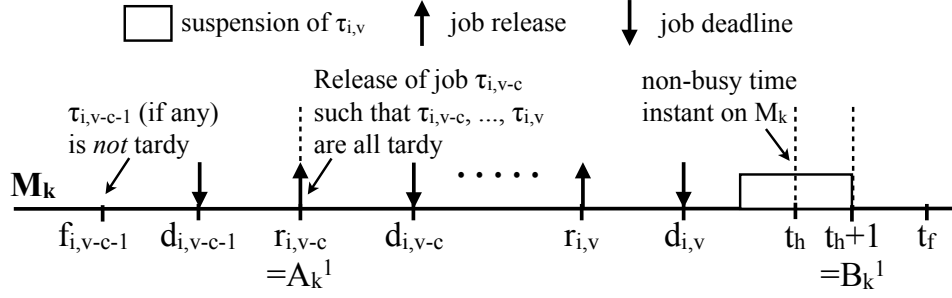 suspension of τi,v job release job deadline
τi,v-c-1 (if any)
is not tardy
Release of job τi,v-c
such that τi,v-c, ..., τi,v
are all tardy
non-busy time
instant on Mk
. . . . .
Mk
fi,v-c-1 di,v-c-1 ri,v-c di,v-c ri,v di,v th th+1 tf
=Ak1 =Bk1